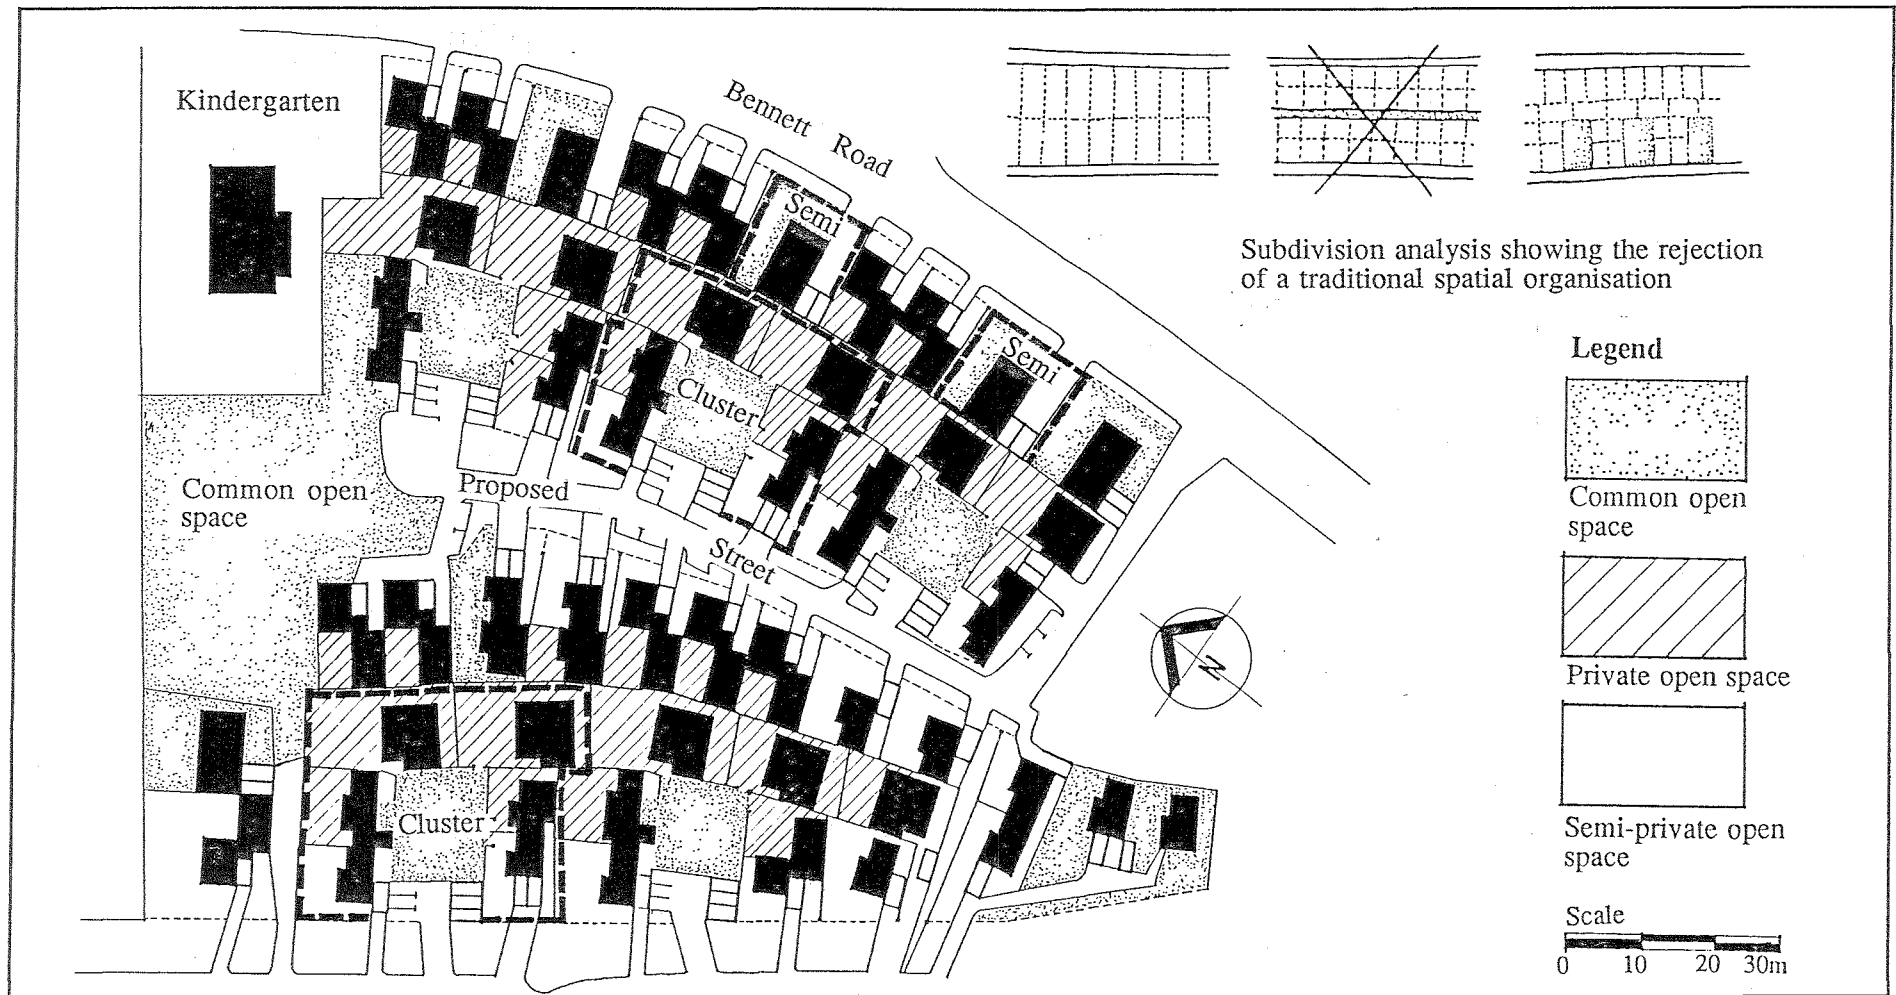 Kindergarten
Bennett Road
Semi
Semi
Cluster
Common open
space
Proposed
Street
Cluster
Subdivision analysis showing the rejection
of a traditional spatial organisation
N
Legend
Common open
space
Private open space
Semi-private open
space
Scale
0 10 20 30m